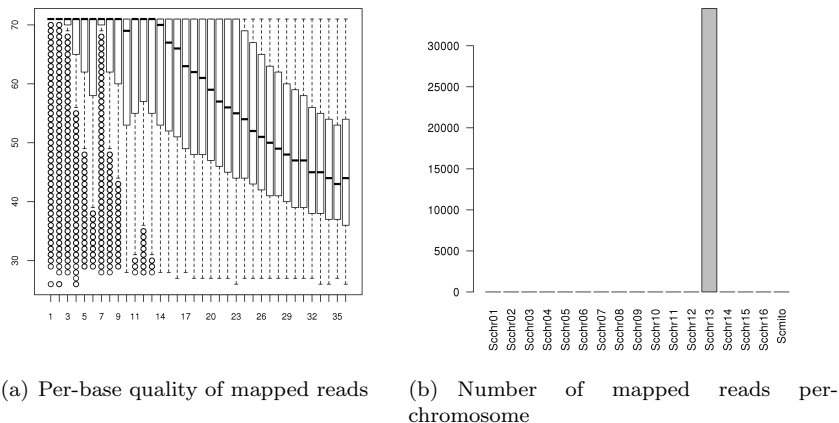 70
60
50
40
30
1 3 5 7 9 11 14 17 20 23 26 29 32 35
(a) Per-base quality of mapped reads
30000
25000
20000
15000
10000
5000
0
Scchr01
Scchr02
Scchr03
Scchr04
Scchr05
Scchr06
Scchr07
Scchr08
Scchr09
Scchr10
Scchr11
Scchr12
Scchr13
Scchr14
Scchr15
Scchr16
Scmito
(b) Number of mapped reads per-
chromosome